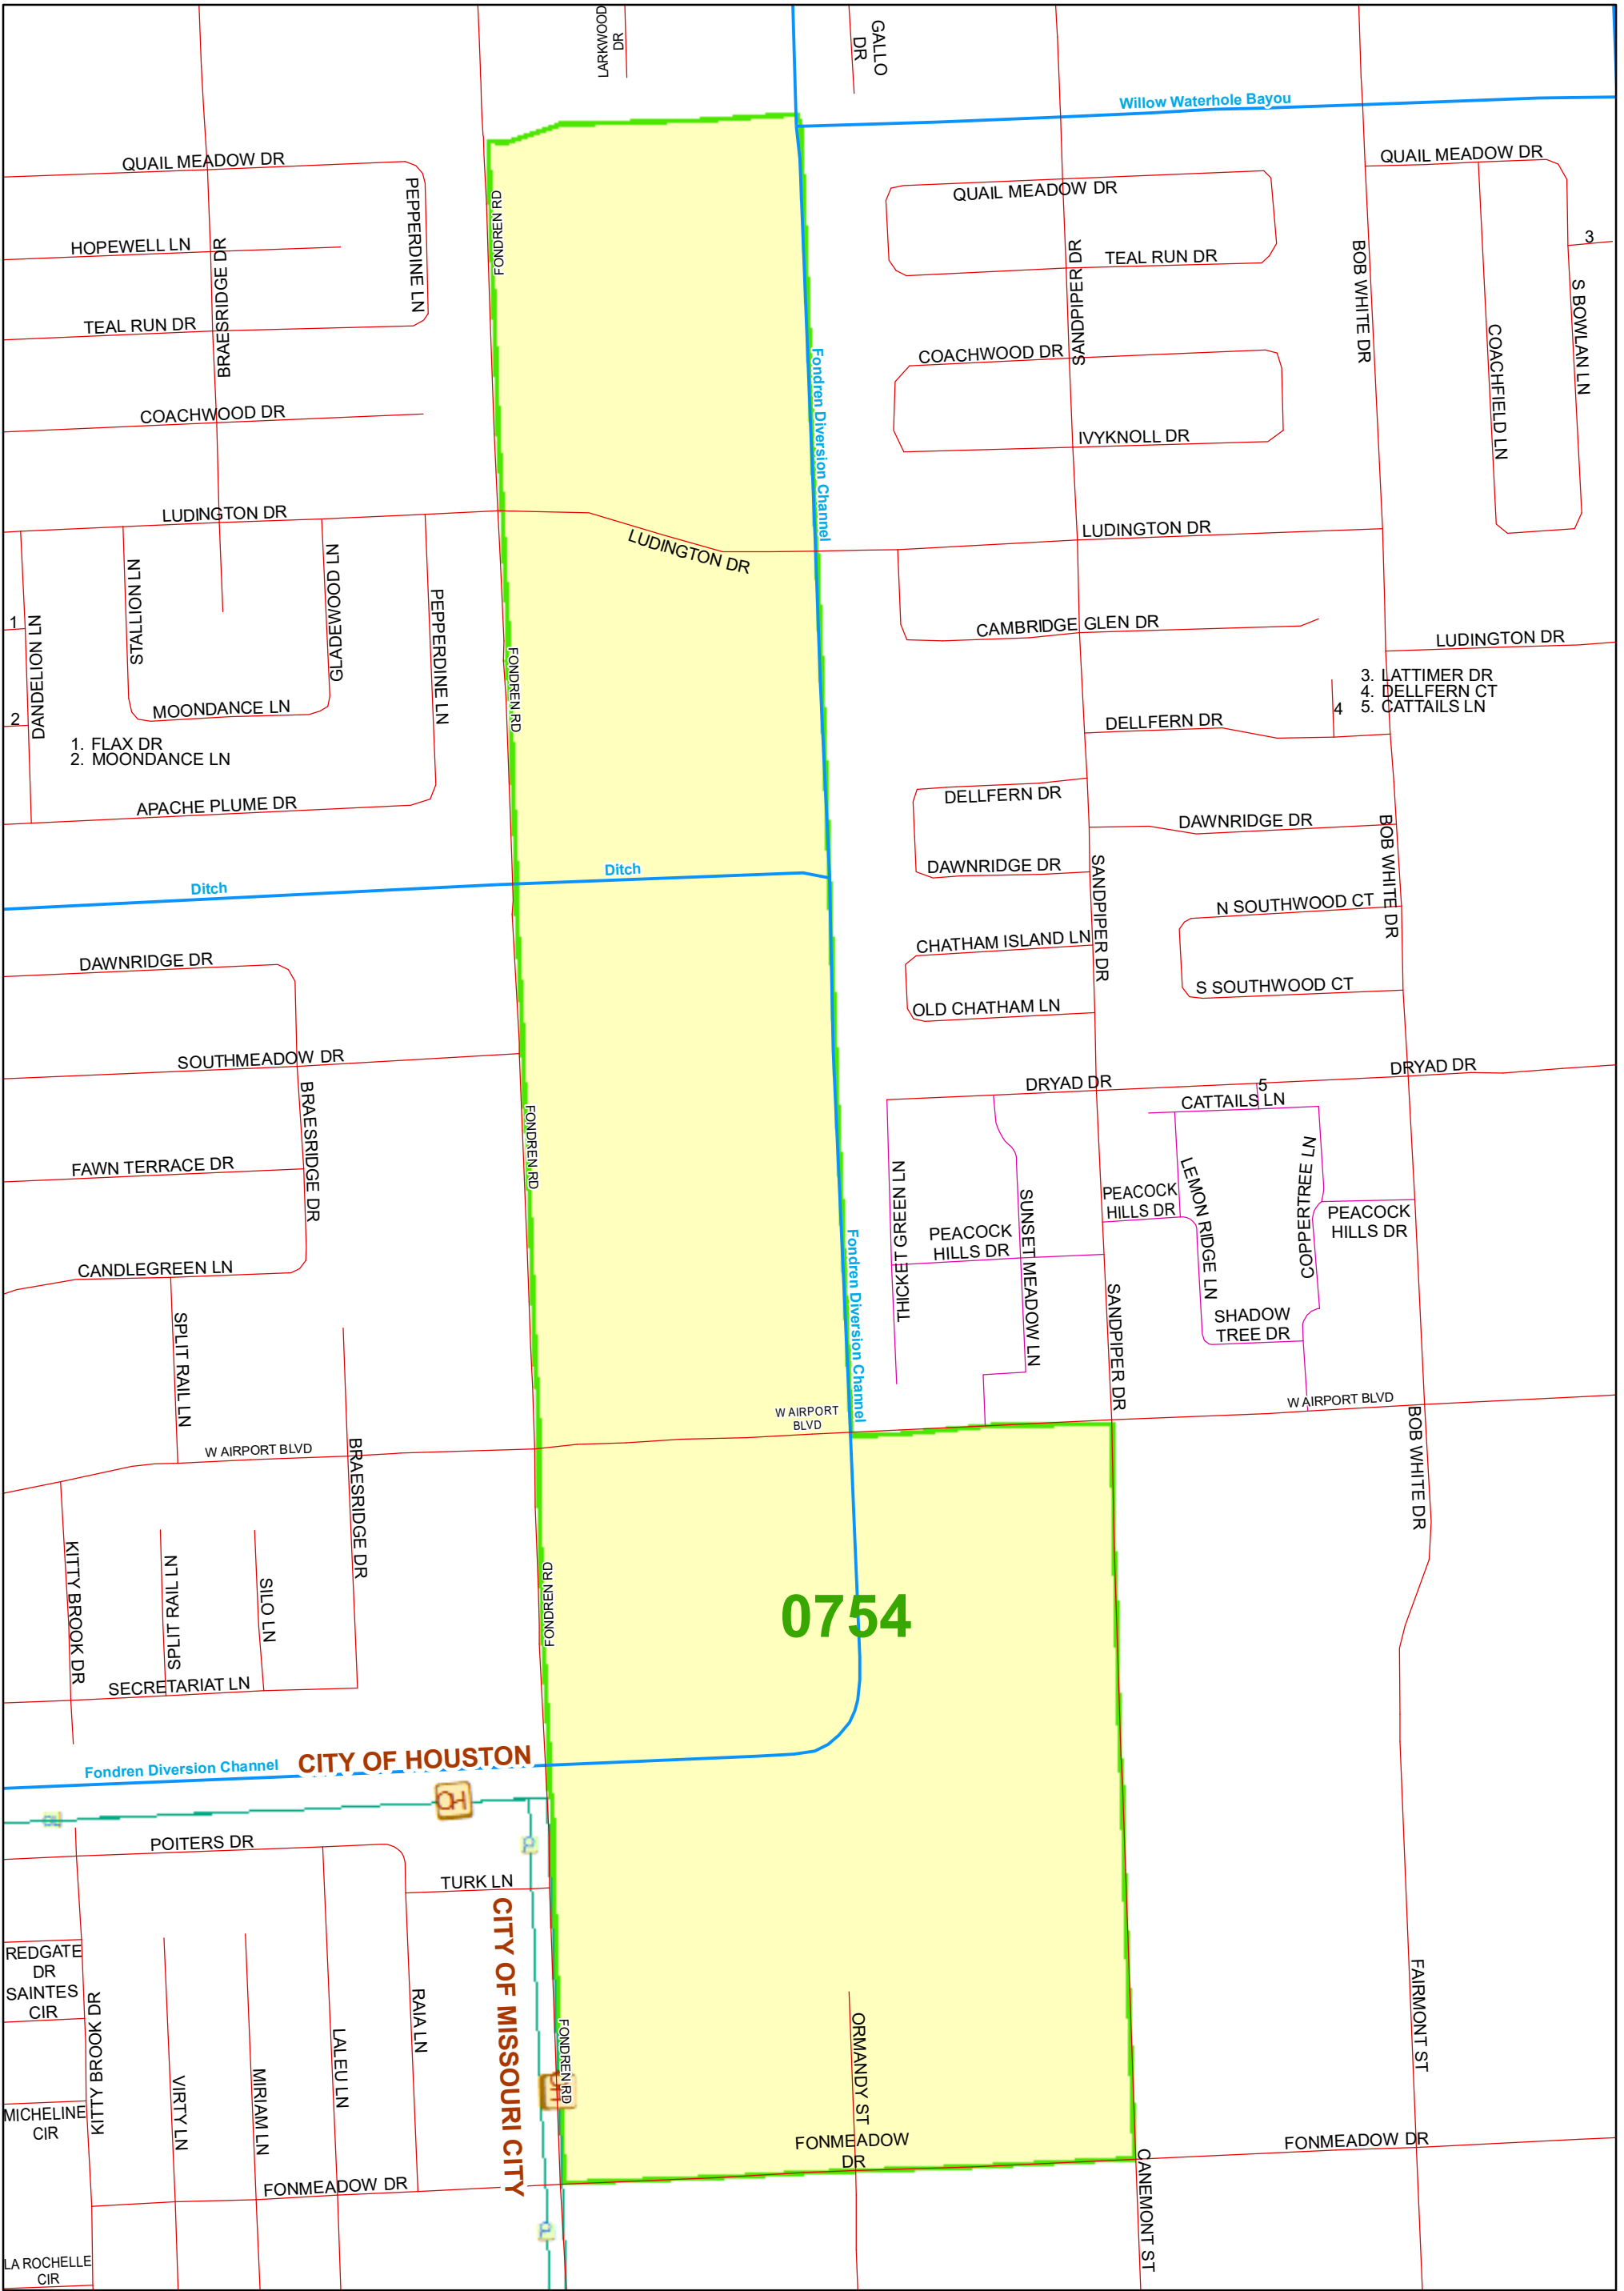 LARKWOOD
DR
GALLO
DR
Willow Waterhole Bayou
QUAIL MEADOW DR
QUAIL MEADOW DR
QUAIL MEADOW DR
PEPPERDINE LN
FONDREN RD
HOPEWELL LN
BRAESRIDGE DR
TEAL RUN DR
SANDPIPER DR
BOB WHITE DR
3
S BOWLAN LN
TEAL RUN DR
COACHWOOD DR
COACHFIELD LN
Fondren Diversion Channel
COACHWOOD DR
IVYKNOLL DR
LUDINGTON DR
LUDINGTON DR
LUDINGTON DR
STALLION LN
GLADEWOOD LN
PEPPERDINE LN
1
DANDELION LN
CAMBRIDGE GLEN DR
LUDINGTON DR
FONDREN RD
3. LATTIMER DR
4. DELLFERN CT
5. CATTAILS LN
4
MOONDANCE LN
2
DELLFERN DR
1. FLAX DR
2. MOONDANCE LN
APACHE PLUME DR
DELLFERN DR
DAWNRIDGE DR
BOB WHITE DR
Ditch
Ditch
DAWNRIDGE DR
SANDPIPER DR
N SOUTHWOOD CT
CHATHAM ISLAND LN
DAWNRIDGE DR
S SOUTHWOOD CT
OLD CHATHAM LN
SOUTHMEADOW DR
DRYAD DR
DRYAD DR
5
CATTAILS LN
BRAESRIDGE DR
FONDREN RD
FAWN TERRACE DR
THICKET GREEN LN
SUNSET MEADOW LN
PEACOCK
HILLS DR
LEMON RIDGE LN
COPPERTREE LN
PEACOCK
HILLS DR
PEACOCK
HILLS DR
CANDLEGREEN LN
Fondren Diversion Channel
SPLIT RAIL LN
SANDPIPER DR
SHADOW
TREE DR
W AIRPORT BLVD
W AIRPORT
BLVD
W AIRPORT BLVD
BOB WHITE DR
BRAESRIDGE DR
KITTY BROOK DR
SPLIT RAIL LN
SILO LN
FONDREN RD
0754
SECRETARIAT LN
Fondren Diversion Channel
CITY OF HOUSTON
POITERS DR
TURK LN
CITY OF MISSOURI CITY
REDGATE
DR
SAINTES
CIR
KITTY BROOK DR
RAIA LN
LALEU LN
FONDREN RD
ORMANDY ST
FAIRMONT ST
VIRTY LN
MIRIAM LN
MICHELINE
CIR
FONMEADOW
DR
FONMEADOW DR
FONMEADOW DR
CANEMONT ST
LA ROCHELLE
CIR